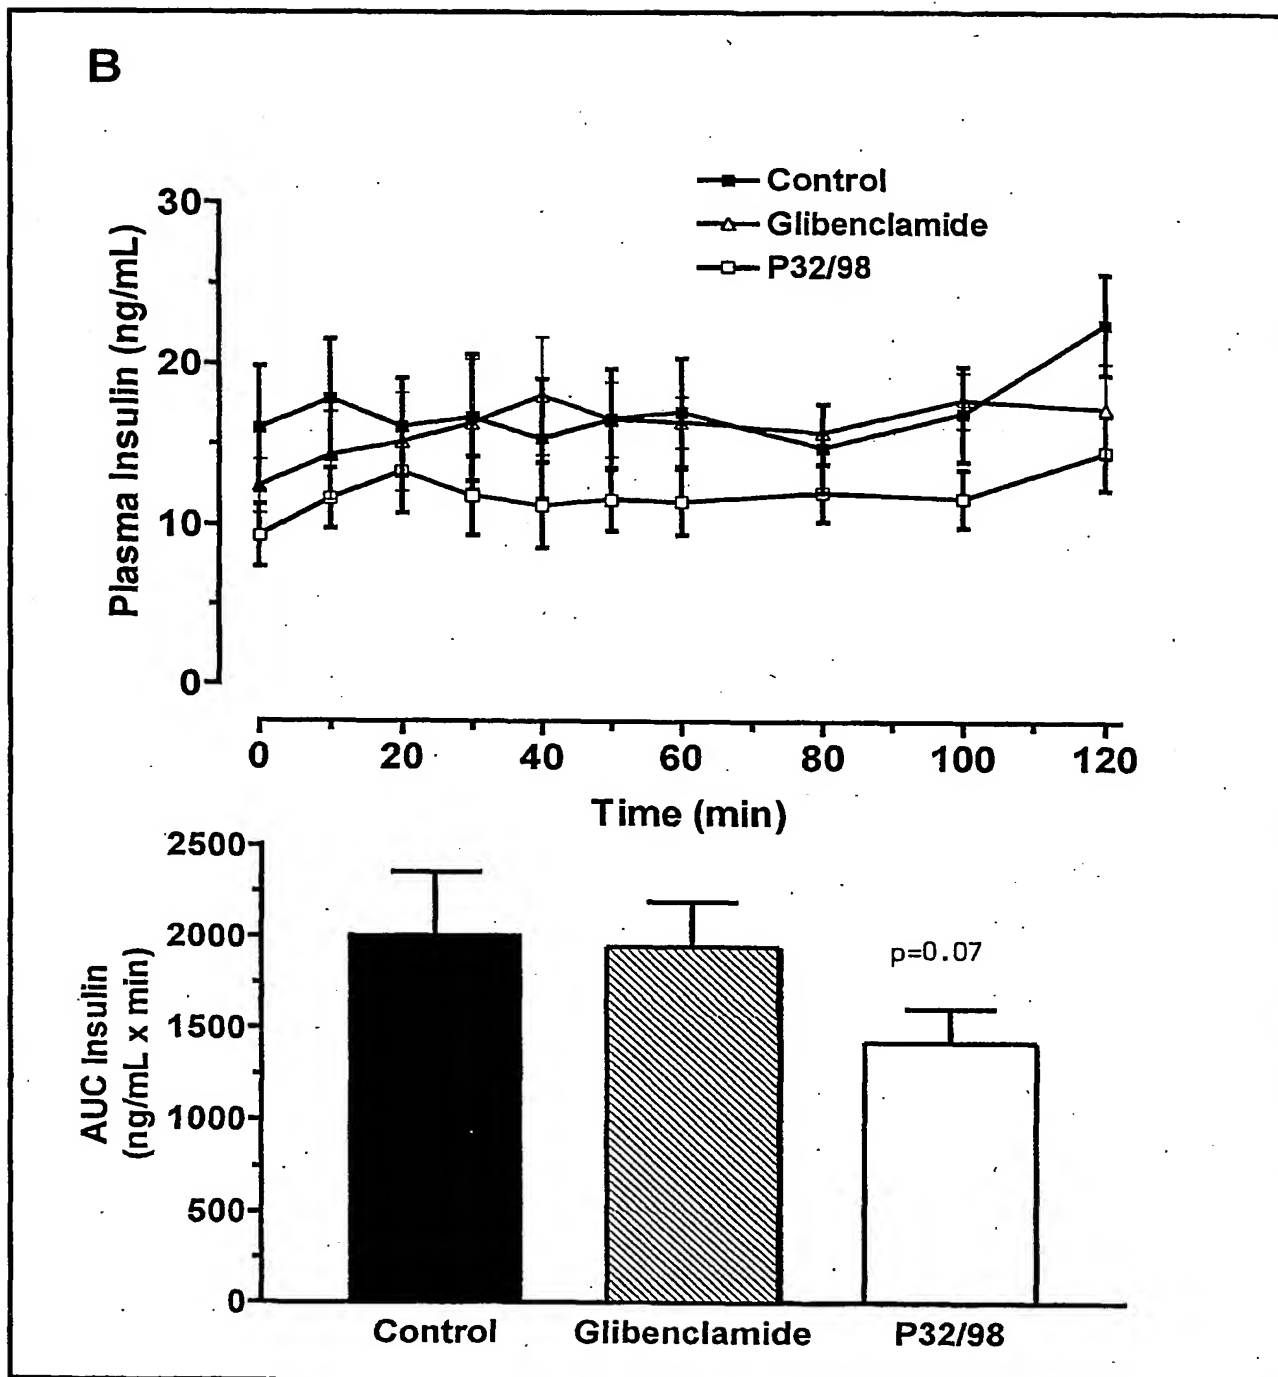 B
Control
Glibenclamide
P32/98
30
20
10
0
Plasma Insulin (ng/mL)
0 20 40 60 80 100 120
Time (min)
2500
2000
1500
1000
500
0
AUC Insulin
(ng/mL x min)
p=0.07
Control Glibenclamide P32/98